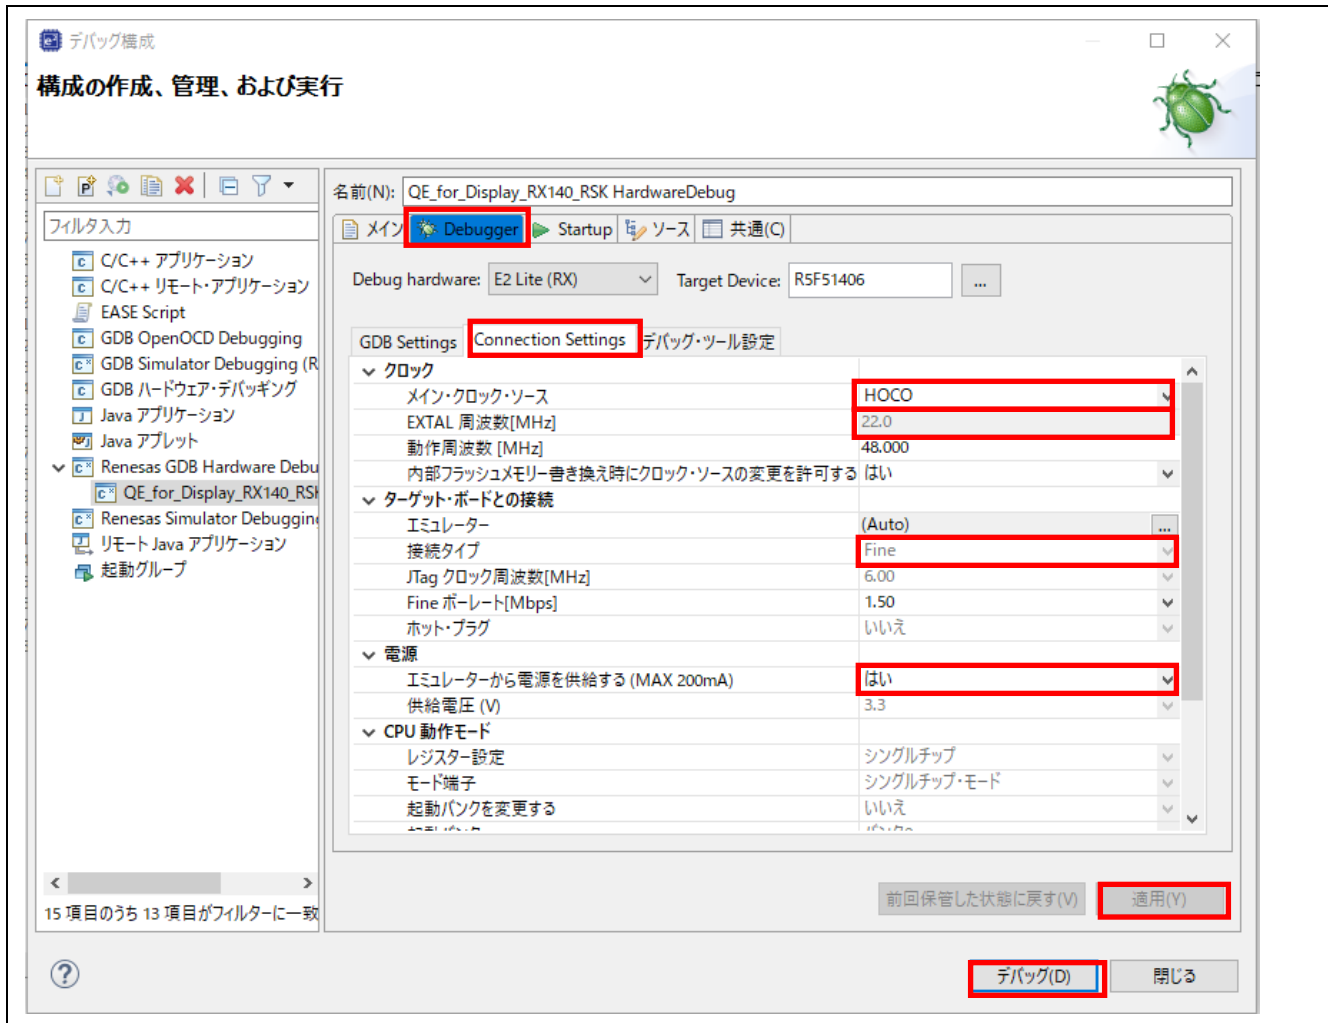 デバッグ構成
構成の作成、管理、および実行
フィルタ入力
C/C++ アプリケーション
C/C++ リモート・アプリケーション
EASE Script
GDB OpenOCD Debugging
GDB Simulator Debugging (R
GDB ハードウェア・デバッギング
Java アプリケーション
Java アプレット
Renesas GDB Hardware Debu
QE_for_Display_RX140_RSK
Renesas Simulator Debugging
リモート Java アプリケーション
起動グループ
15 項目のうち 13 項目がフィルターに一致
名前(N): QE_for_Display_RX140_RSK HardwareDebug
メイン Debugger Startup ソース 共通(C)
Debug hardware: E2 Lite (RX) Target Device: R5F51406 ...
GDB Settings Connection Settings デバッグ・ツール設定
クロック
メイン・クロック・ソース HOCO
EXTAL 周波数[MHz] 22.0
動作周波数 [MHz] 48.000
内部フラッシュメモリー書き換え時にクロック・ソースの変更を許可する はい
ターゲット・ボードとの接続
エミュレーター (Auto) ...
接続タイプ Fine
JTag クロック周波数[MHz] 6.00
Fine ボーレート[Mbps] 1.50
ホット・プラグ いいえ
電源
エミュレーターから電源を供給する (MAX 200mA) はい
供給電圧 (V) 3.3
CPU 動作モード
レジスター設定 シングルチップ
モード端子 シングルチップ・モード
起動バンクを変更する いいえ
前回保管した状態に戻す(V) 適用(Y)
デバッグ(D) 閉じる